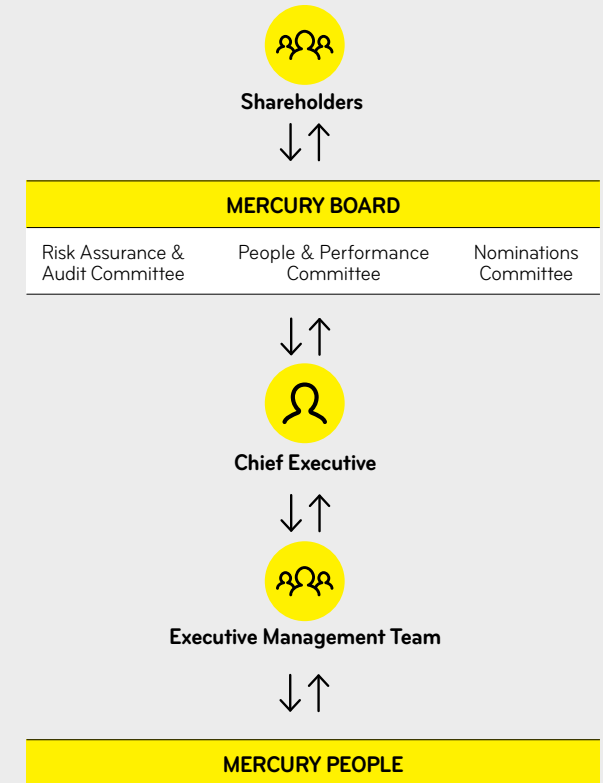 Shareholders
MERCURY BOARD
Risk Assurance &
Audit Committee
People & Performance
Committee
Nominations
Committee
Chief Executive
Executive Management Team
MERCURY PEOPLE